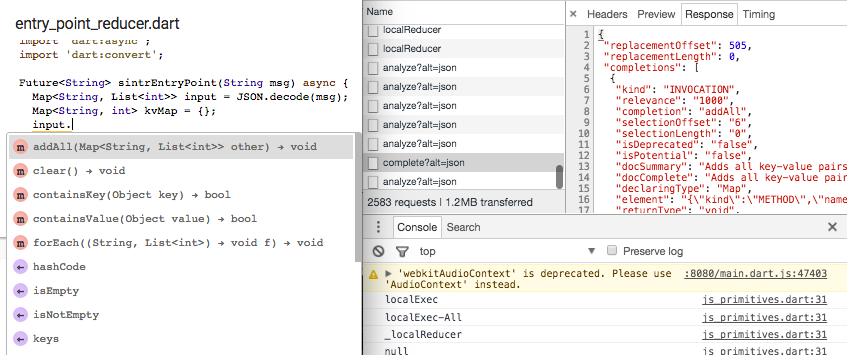 entry_point_reducer.dart
import 'dart:async';
import 'dart:convert';
Future<String> sintrEntryPoint(String msg) async {
Map<String, List<int>> input = JSON.decode(msg);
Map<String, int> kvMap = {};
input.
m addAll(Map<String, List<int>> other) → void
m clear() → void
m containsKey(Object key) → bool
m containsValue(Object value) → bool
m forEach((String, List<int>) → void f) → void
← hashCode
← isEmpty
← isNotEmpty
← keys
Name
localReducer
localReducer
analyze?alt=json
analyze?alt=json
analyze?alt=json
analyze?alt=json
analyze?alt=json
complete?alt=json
analyze?alt=json
2583 requests | 1.2MB transferred
× Headers Preview Response Timing
1 {
2 "replacementOffset": 505,
3 "replacementLength": 0,
4 "completions": [
5 {
6 "kind": "INVOCATION",
7 "relevance": "1000",
8 "completion": "addAll",
9 "selectionOffset": "6",
10 "selectionLength": "0",
11 "isDeprecated": "false",
12 "isPotential": "false",
13 "docSummary": "Adds all key-value pairs
14 "docComplete": "Adds all key-value pairs
15 "declaringType": "Map",
16 "element": "{\"kind\":\"METHOD\",\"name
17 "returnType": "void",
Console Search ×
top ▼ Preserve log
▶ 'webkitAudioContext' is deprecated. Please use :8080/main.dart.js:47403
'AudioContext' instead.
localExec js_primitives.dart:31
localExec-All js_primitives.dart:31
_localReducer js_primitives.dart:31
null js_primitives.dart:31